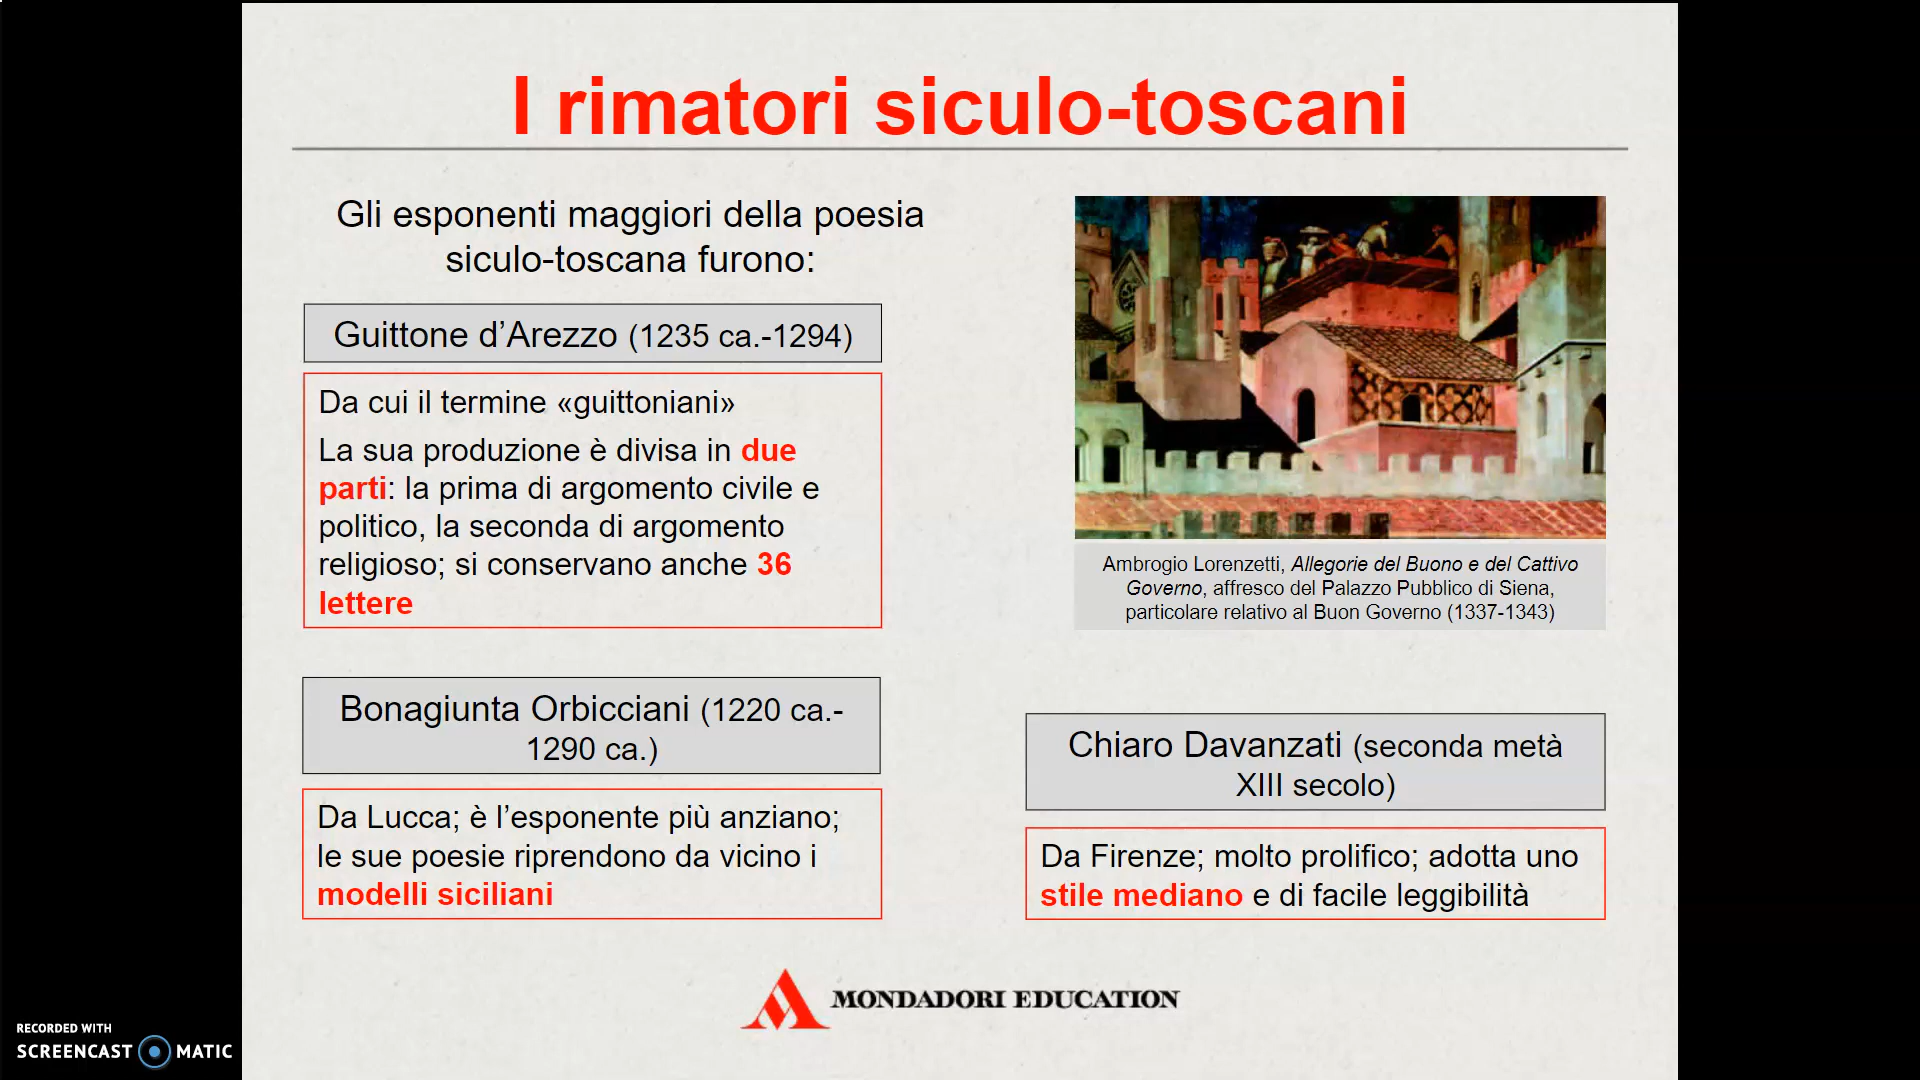 I rimatori siculo-toscani
Gli esponenti maggiori della poesia
siculo-toscana furono:
Guittone d’Arezzo (1235 ca.-1294)
Da cui il termine «guittoniani»
La sua produzione è divisa in due
parti: la prima di argomento civile e
politico, la seconda di argomento
religioso; si conservano anche 36
lettere
Ambrogio Lorenzetti, Allegorie del Buono e del Cattivo
Governo, affresco del Palazzo Pubblico di Siena,
particolare relativo al Buon Governo (1337-1343)
Bonagiunta Orbicciani (1220 ca.-
1290 ca.)
Da Lucca; è l’esponente più anziano;
le sue poesie riprendono da vicino i
modelli siciliani
Chiaro Davanzati (seconda metà
XIII secolo)
Da Firenze; molto prolifico; adotta uno
stile mediano e di facile leggibilità
MONDADORI EDUCATION
RECORDED WITH
SCREENCAST MATIC